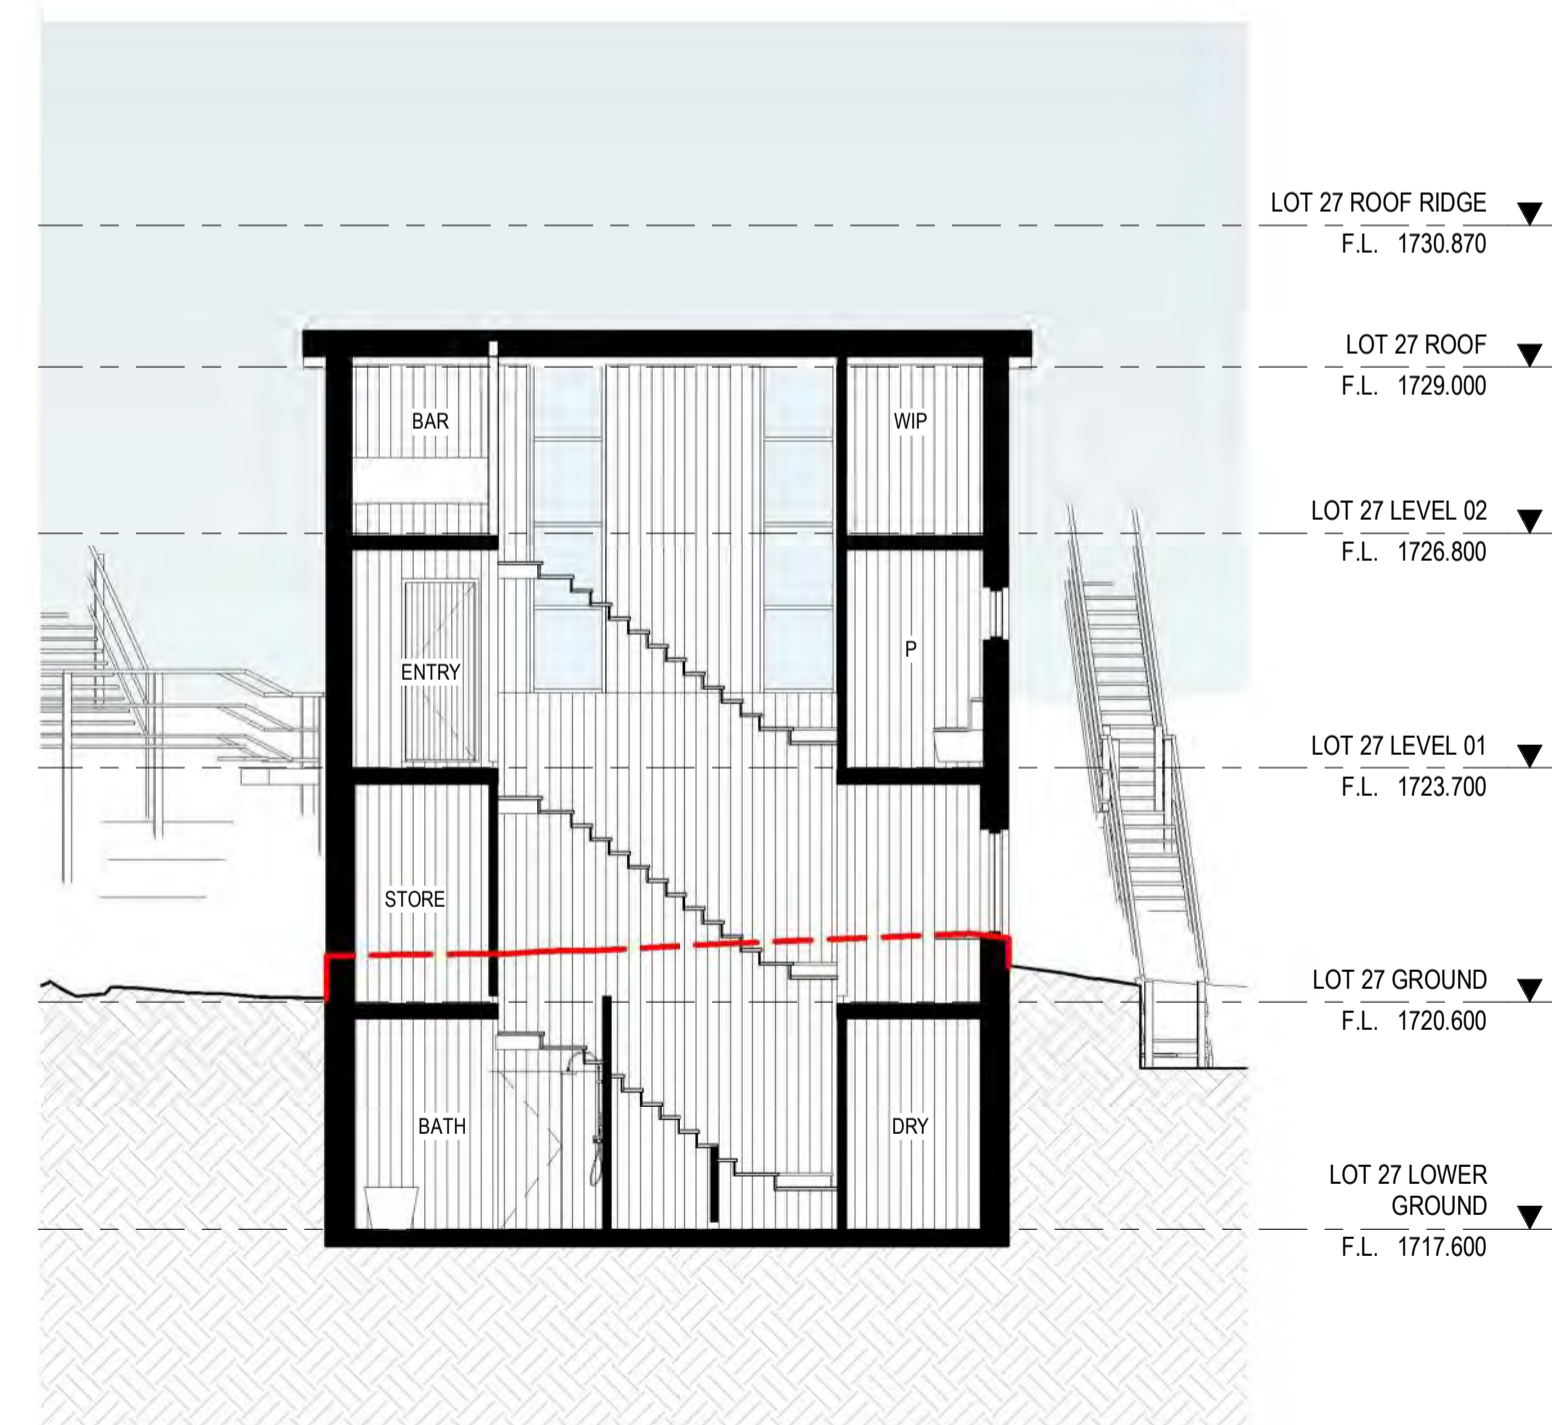 LOT 27 ROOF RIDGE
F.L. 1730.870
LOT 27 ROOF
F.L. 1729.000
BAR
WIP
LOT 27 LEVEL 02
F.L. 1726.800
ENTRY
P
LOT 27 LEVEL 01
F.L. 1723.700
STORE
LOT 27 GROUND
F.L. 1720.600
BATH
DRY
LOT 27 LOWER
GROUND
F.L. 1717.600